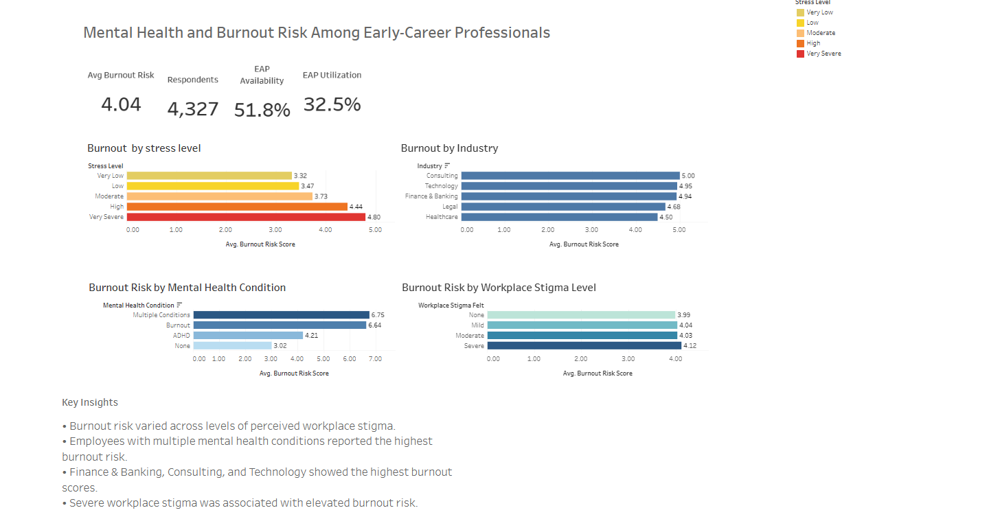 Stress Level
Very Low
Low
Moderate
High
Very Severe
Mental Health and Burnout Risk Among Early-Career Professionals
Avg Burnout Risk
4.04
Respondents
4,327
EAP
Availability
51.8%
EAP Utilization
32.5%
Burnout by stress level
Stress Level
Very Low 3.32
Low 3.47
Moderate 3.73
High 4.44
Very Severe 4.80
0.00 1.00 2.00 3.00 4.00 5.00
Avg. Burnout Risk Score
Burnout by Industry
Industry
Consulting 5.00
Technology 4.95
Finance & Banking 4.94
Legal 4.68
Healthcare 4.50
0.00 1.00 2.00 3.00 4.00 5.00
Avg. Burnout Risk Score
Burnout Risk by Mental Health Condition
Mental Health Condition
Multiple Conditions 6.75
Burnout 6.64
ADHD 4.21
None 3.02
0.00 1.00 2.00 3.00 4.00 5.00 6.00 7.00
Avg. Burnout Risk Score
Burnout Risk by Workplace Stigma Level
Workplace Stigma Felt
None 3.99
Mild 4.04
Moderate 4.03
Severe 4.12
0.00 1.00 2.00 3.00 4.00
Avg. Burnout Risk Score
Key Insights
• Burnout risk varied across levels of perceived workplace stigma.
• Employees with multiple mental health conditions reported the highest
burnout risk.
• Finance & Banking, Consulting, and Technology showed the highest burnout
scores.
• Severe workplace stigma was associated with elevated burnout risk.